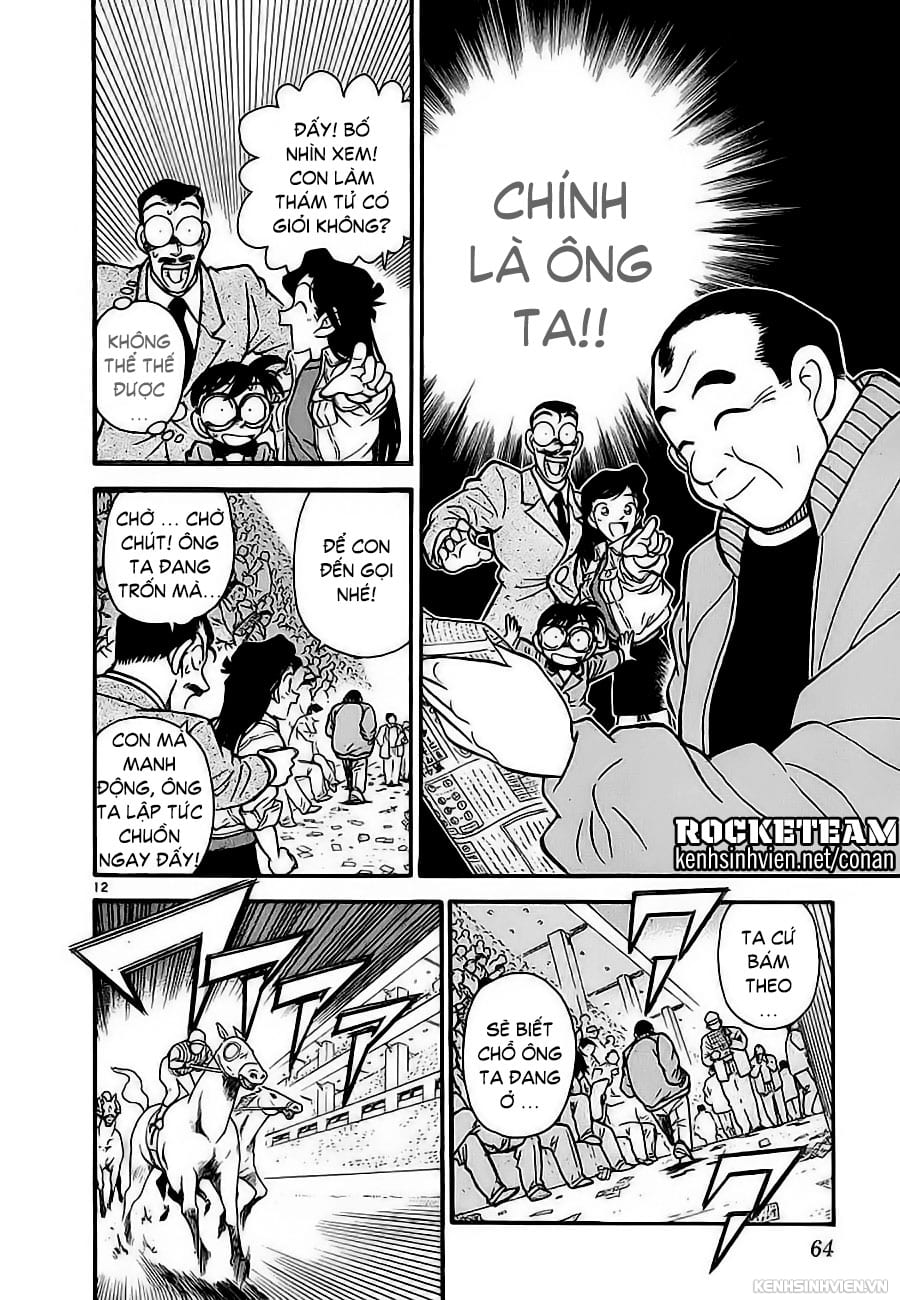 CHÍNH
LÀ ÔNG
TA!!
ĐẤY! BỐ
NHÌN XEM!
CON LÀM
THÁM TỬ CÓ
GIỎI KHÔNG?
KHÔNG
THỂ THẾ
ĐƯỢC
...
ĐỂ CON
ĐẾN GỌI
NHÉ!
CHỜ ... CHỜ
CHÚT! ÔNG
TA ĐANG
TRỐN MÀ...
CON MÀ
MANH
ĐỘNG, ÔNG
TA LẬP TỨC
CHUỒN
NGAY ĐẤY!
12
ROCKETEAM
kenhsinhvien.net/conan
TA CỨ
BÁM
THEO
...
SẼ BIẾT
CHỖ ÔNG
TA ĐANG
Ở ...
64
KENHSINHVIEN.VN